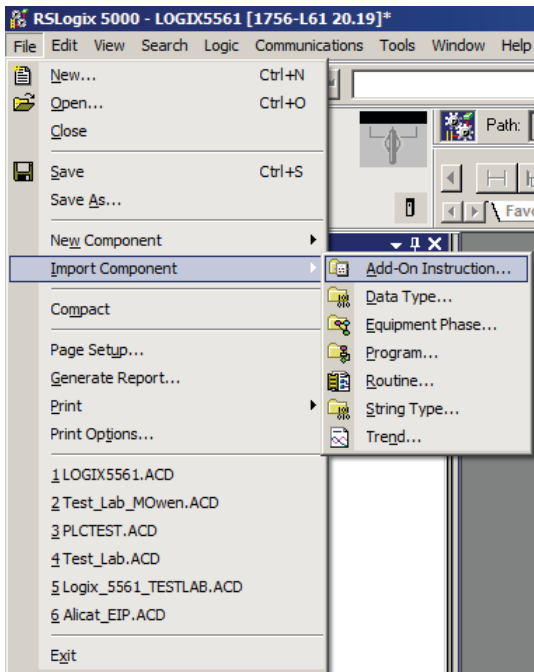 RSLogix 5000 - LOGIX5561 [1756-L61 20.19]*
File Edit View Search Logic Communications Tools Window Help
New... Ctrl+N
Open... Ctrl+O
Close
Path:
Save Ctrl+S
Save As...
New Component
Import Component
Add-On Instruction...
Data Type...
Equipment Phase...
Program...
Routine...
String Type...
Trend...
Compact
Page Setup...
Generate Report...
Print
Print Options...
1 LOGIX5561.ACD
2 Test_Lab_MOwen.ACD
3 PLCTEST.ACD
4 Test_Lab.ACD
5 Logix_5561_TESTLAB.ACD
6 Alicat_EIP.ACD
Exit